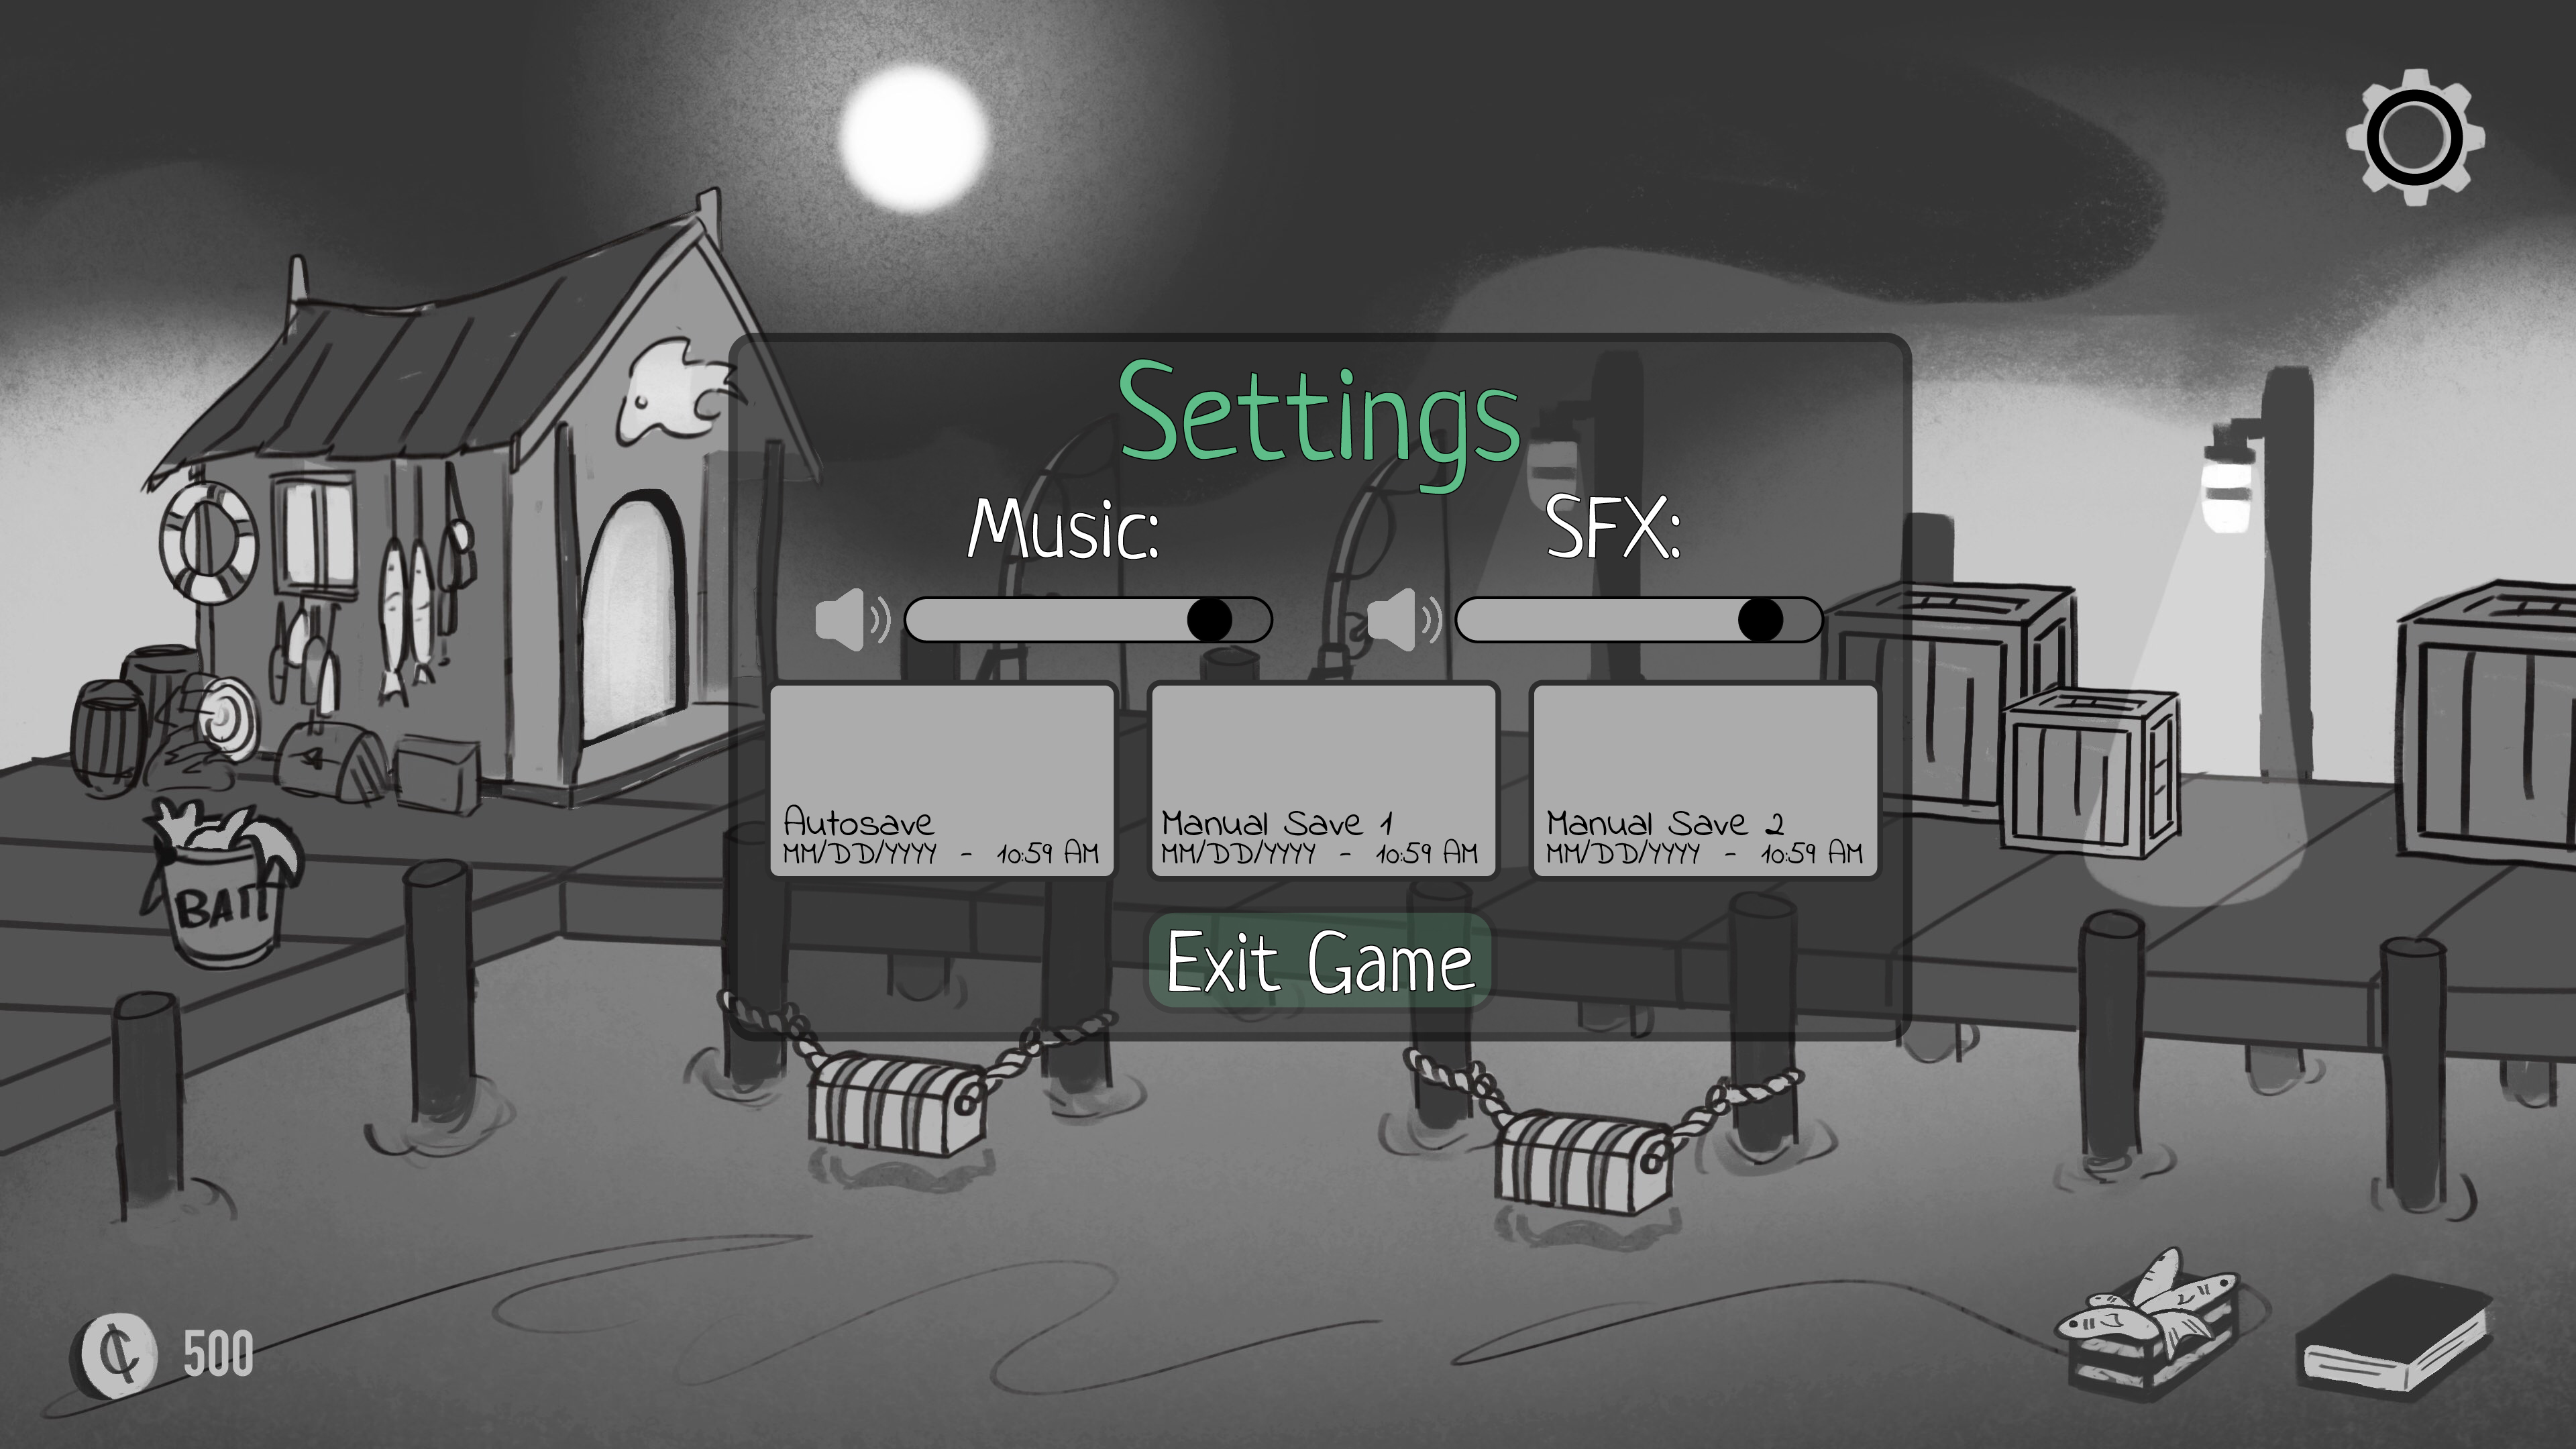 Settings
Music:
SFX:
Autosave
MM/DD/YYYY - 10:59 AM
Manual Save 1
MM/DD/YYYY - 10:59 AM
Manual Save 2
MM/DD/YYYY - 10:59 AM
BAIT
Exit Game
¢ 500